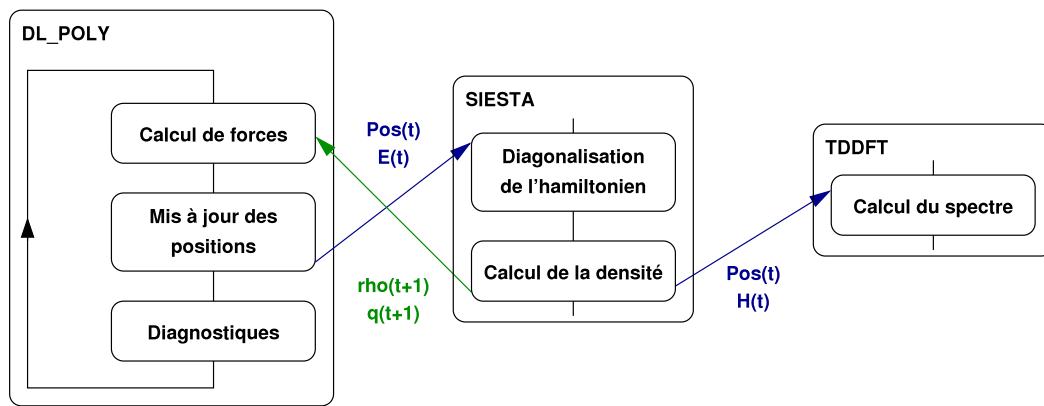 DL_POLY
Calcul de forces
Mis à jour des
positions
Diagnostiques
Pos(t)
E(t)
rho(t+1)
q(t+1)
SIESTA
Diagonalisation
de l'hamiltonien
Calcul de la densité
Pos(t)
H(t)
TDDFT
Calcul du spectre